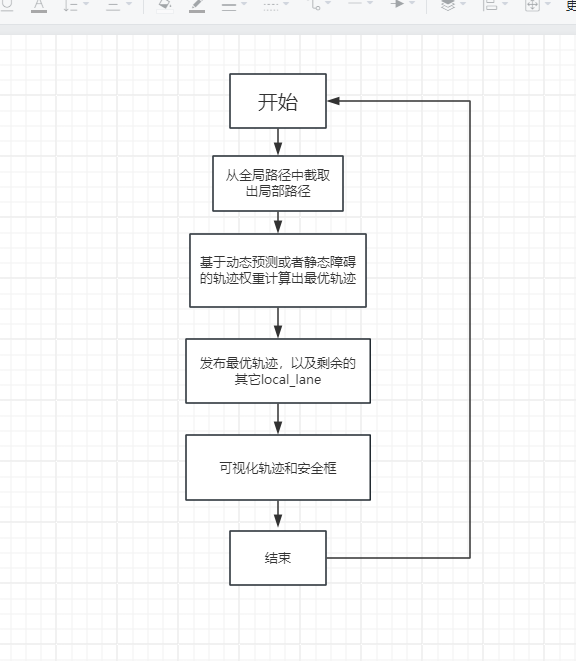 A
更
开始
从全局路径中截取
出局部路径
基于动态预测或者静态障碍
的轨迹权重计算出最优轨迹
发布最优轨迹，以及剩余的
其它local_lane
可视化轨迹和安全框
结束